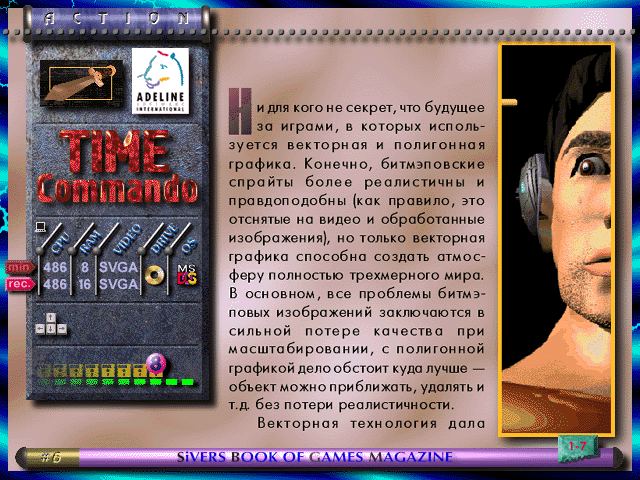 ACTION
ADELINE
SOFTWARE
INTERNATIONAL
TIME
Commando
CPU RAM VIDEO DRIVE OS
min 486 8 SVGA MS
rec. 486 16 SVGA DOS
Ни для кого не секрет, что будущее
за играми, в которых исполь-
зуется векторная и полигонная
графика. Конечно, битмэповские
спрайты более реалистичны и
правдоподобны (как правило, это
отснятые на видео и обработанные
изображения), но только векторная
графика способна создать атмос-
феру полностью трехмерного мира.
В основном, все проблемы битмэ-
повых изображений заключаются в
сильной потере качества при
масштабировании, с полигонной
графикой дело обстоит куда лучше —
объект можно приближать, удалять и
т.д. без потери реалистичности.
Векторная технология дала
#6
SiVERS BOOK OF GAMES MAGAZINE
1-7